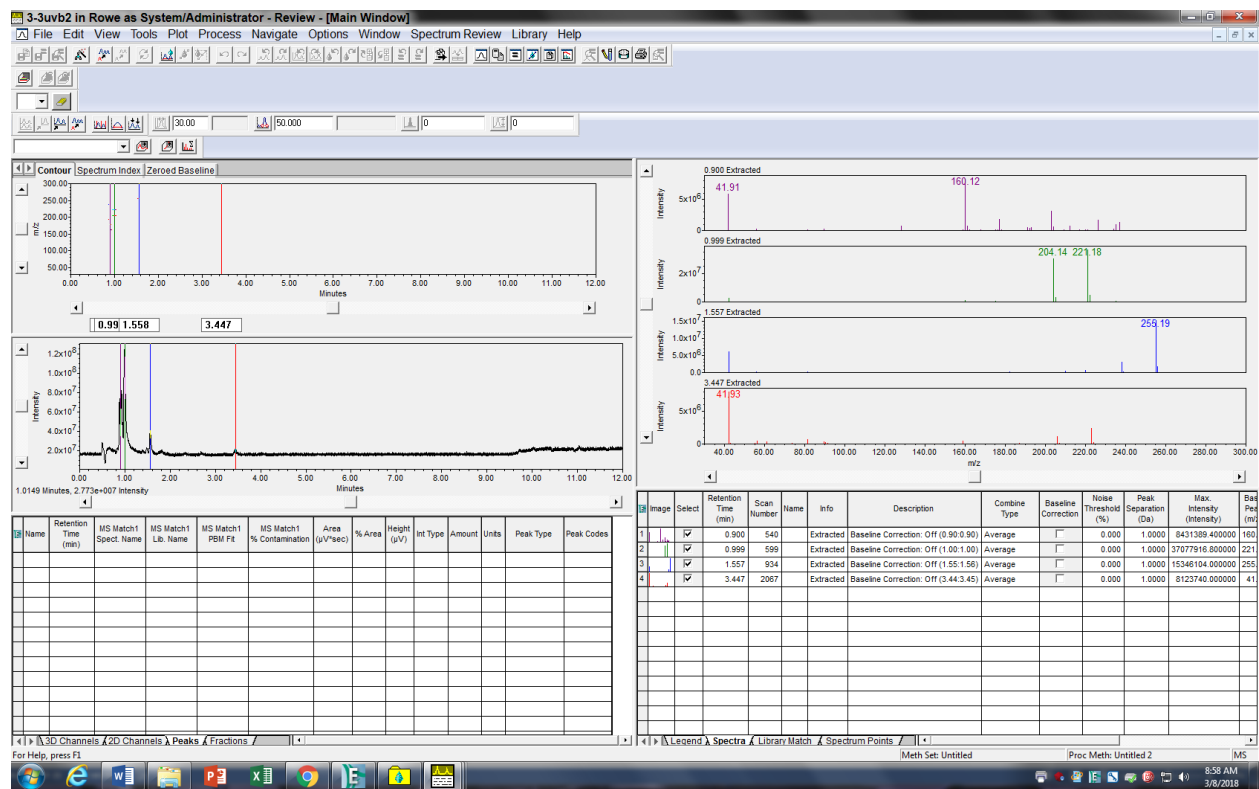 3-3uvb2 in Rowe as System/Administrator - Review - [Main Window]
File Edit View Tools Plot Process Navigate Options Window Spectrum Review Library Help
30.00 50.000 0 0
Contour Spectrum Index Zeroed Baseline
300.00
250.00
200.00
m/z
150.00
100.00
50.00
0.00 1.00 2.00 3.00 4.00 5.00 6.00 7.00 8.00 9.00 10.00 11.00 12.00
Minutes
0.99 1.558 3.447
1.2x10^8
1.0x10^8
8.0x10^7
Intensity
6.0x10^7
4.0x10^7
2.0x10^7
0.00 1.00 2.00 3.00 4.00 5.00 6.00 7.00 8.00 9.00 10.00 11.00 12.00
Minutes
1.0149 Minutes, 2.773e+007 Intensity
Name Retention Time (min) MS Match1 Spect. Name MS Match1 Lib. Name MS Match1 PBM Fit MS Match1 % Contamination Area (µV*sec) % Area Height (µV) Int Type Amount Units Peak Type Peak Codes
3D Channels 2D Channels Peaks Fractions
0.900 Extracted
41.91 160.12
Intensity
5x10^6
0
0.999 Extracted
204.14 221.18
Intensity
2x10^7
0
1.557 Extracted
1.5x10^7
255.19
1.0x10^7
Intensity
5.0x10^6
0.0
3.447 Extracted
41.93
Intensity
5x10^6
0
40.00 60.00 80.00 100.00 120.00 140.00 160.00 180.00 200.00 220.00 240.00 260.00 280.00 300.00
m/z
Image Select Retention Time (min) Scan Number Name Info Description Combine Type Baseline Correction Noise Threshold (%) Peak Separation (Da) Max. Intensity (Intensity) Bas Pea (m/
1 0.900 540 Extracted Baseline Correction: Off (0.90:0.90) Average 0.000 1.0000 8431389.400000 160.
2 0.999 599 Extracted Baseline Correction: Off (1.00:1.00) Average 0.000 1.0000 37077916.800000 221.
3 1.557 934 Extracted Baseline Correction: Off (1.55:1.56) Average 0.000 1.0000 15346104.000000 255.
4 3.447 2067 Extracted Baseline Correction: Off (3.44:3.45) Average 0.000 1.0000 8123740.000000 41.
Legend Spectra Library Match Spectrum Points
For Help, press F1
Meth Set: Untitled Proc Meth: Untitled 2 MS
8:58 AM
3/8/2018